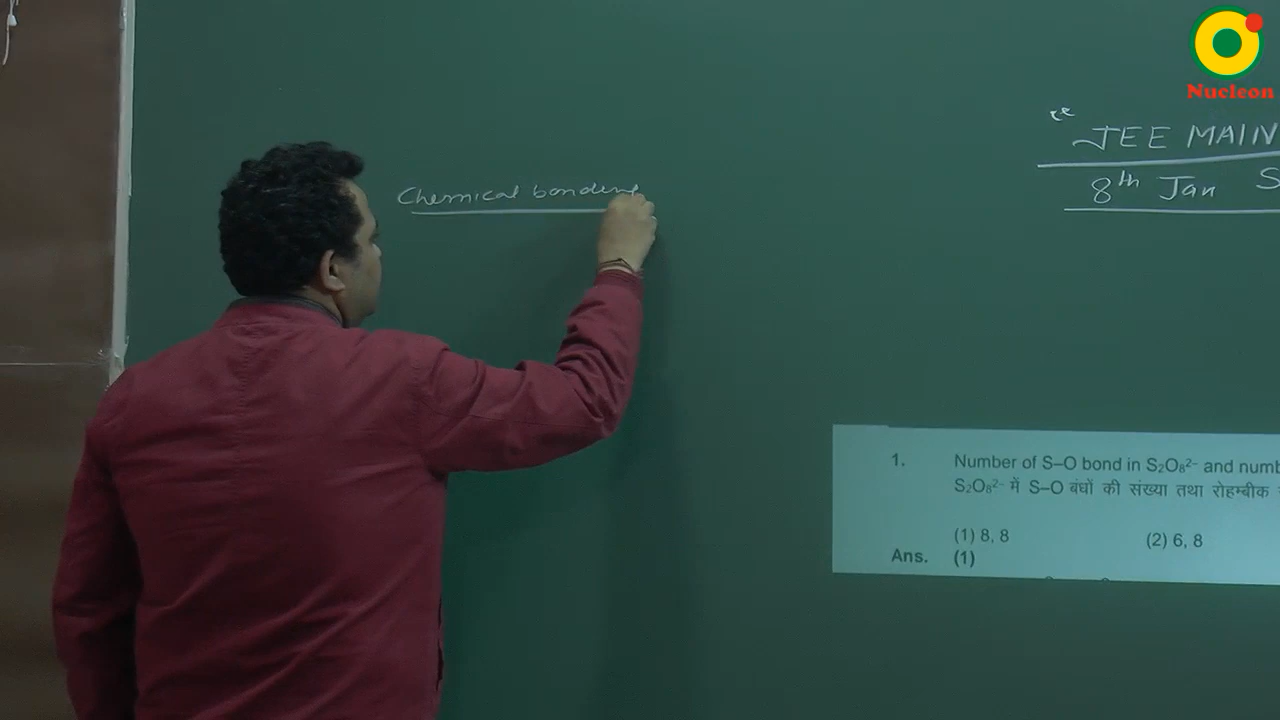 Nucleon
JEE MAIN
8th Jan S
Chemical bonding
1. Number of S–O bond in S₂O₈²⁻ and numb
S₂O₈²⁻ में S–O बंधों की संख्या तथा रोहम्बीक
(1) 8, 8 (2) 6, 8
Ans. (1)